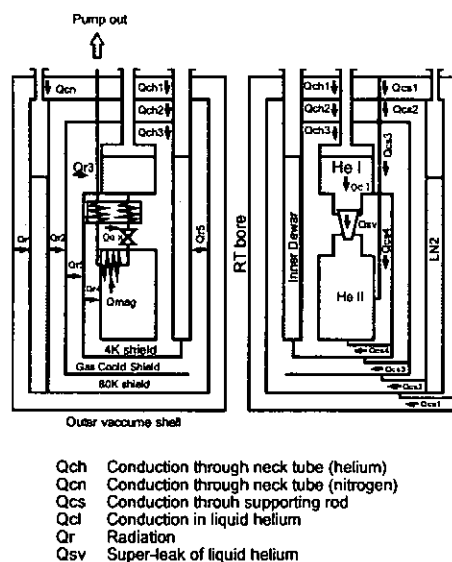 Pump out
Qcn
Qch1
Qch2
Qch3
Qr3
Qr2
Qr5
Qmag
4K shield
Gas Coold Shield
80K shield
Outer vaccume shell
RT bore
Qch1
Qch2
Qch3
Qcs1
Qcs2
Qcs3
He I
Qsv
Qcs4
He II
Inner Dewar
LN2
Qcs4
Qcs3
Qcs1
Qch Conduction through neck tube (helium)
Qcn Conduction through neck tube (nitrogen)
Qcs Conduction throuh supporting rod
Qcl Conduction in liquid helium
Qr Radiation
Qsv Super-leak of liquid helium